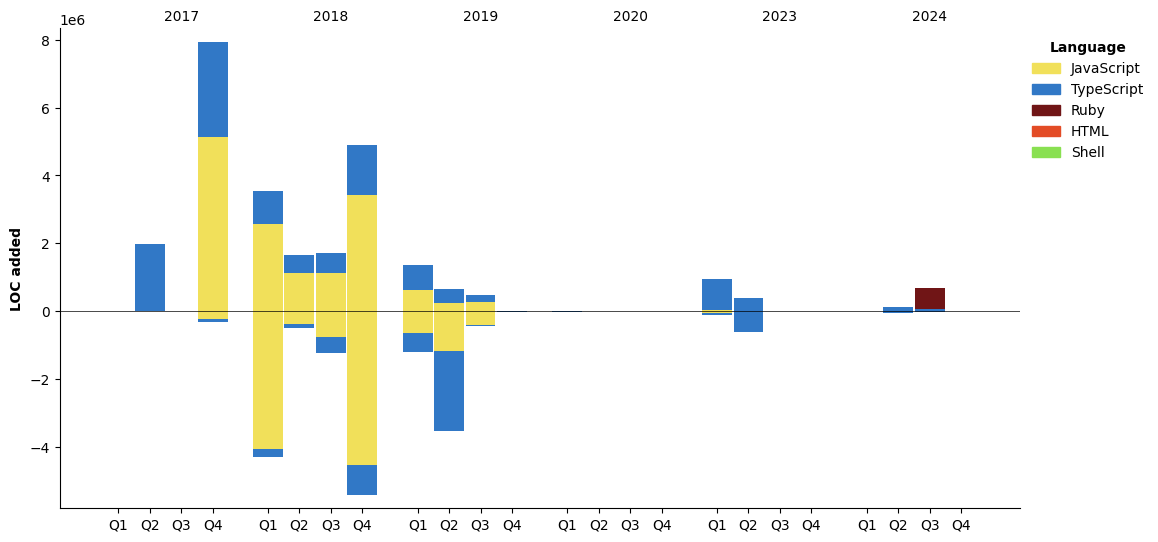 1e6
2017 2018 2019 2020 2023 2024
Language
JavaScript
TypeScript
Ruby
HTML
Shell
LOC added
8
6
4
2
0
−2
−4
Q1 Q2 Q3 Q4 Q1 Q2 Q3 Q4 Q1 Q2 Q3 Q4 Q1 Q2 Q3 Q4 Q1 Q2 Q3 Q4 Q1 Q2 Q3 Q4